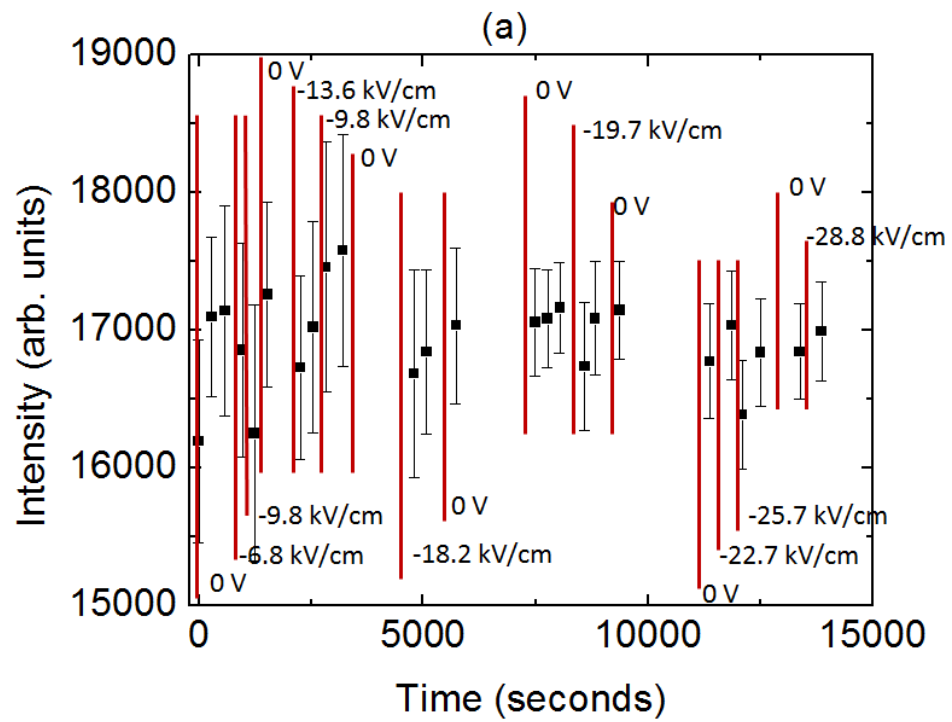 (a)
19000
18000
17000
16000
15000
Intensity (arb. units)
0 V
-13.6 kV/cm
-9.8 kV/cm
0 V
0 V
-19.7 kV/cm
0 V
0 V
-28.8 kV/cm
-9.8 kV/cm
-6.8 kV/cm
0 V
0 V
-18.2 kV/cm
-25.7 kV/cm
-22.7 kV/cm
0 V
0 5000 10000 15000
Time (seconds)